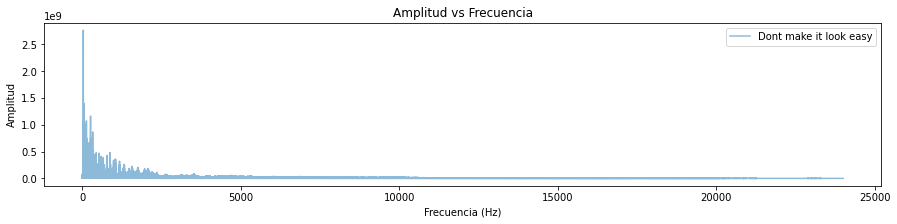 Amplitud vs Frecuencia
1e9
Dont make it look easy
2.5
2.0
1.5
1.0
0.5
0.0
Amplitud
0 5000 10000 15000 20000 25000
Frecuencia (Hz)